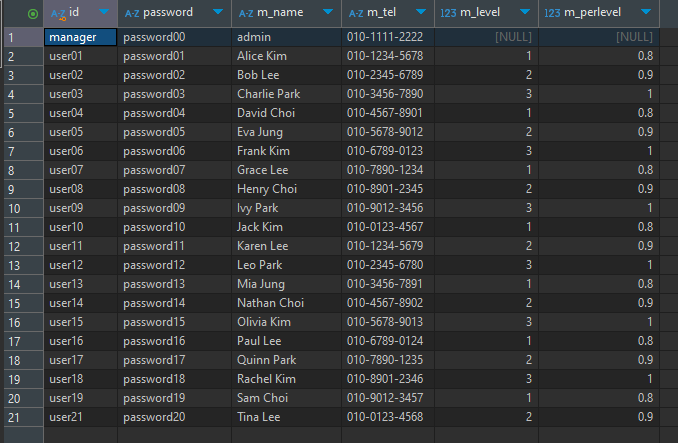 A-Z id A-Z password A-Z m_name A-Z m_tel 123 m_level 123 m_perlevel
1 manager password00 admin 010-1111-2222 [NULL] [NULL]
2 user01 password01 Alice Kim 010-1234-5678 1 0.8
3 user02 password02 Bob Lee 010-2345-6789 2 0.9
4 user03 password03 Charlie Park 010-3456-7890 3 1
5 user04 password04 David Choi 010-4567-8901 1 0.8
6 user05 password05 Eva Jung 010-5678-9012 2 0.9
7 user06 password06 Frank Kim 010-6789-0123 3 1
8 user07 password07 Grace Lee 010-7890-1234 1 0.8
9 user08 password08 Henry Choi 010-8901-2345 2 0.9
10 user09 password09 Ivy Park 010-9012-3456 3 1
11 user10 password10 Jack Kim 010-0123-4567 1 0.8
12 user11 password11 Karen Lee 010-1234-5679 2 0.9
13 user12 password12 Leo Park 010-2345-6780 3 1
14 user13 password13 Mia Jung 010-3456-7891 1 0.8
15 user14 password14 Nathan Choi 010-4567-8902 2 0.9
16 user15 password15 Olivia Kim 010-5678-9013 3 1
17 user16 password16 Paul Lee 010-6789-0124 1 0.8
18 user17 password17 Quinn Park 010-7890-1235 2 0.9
19 user18 password18 Rachel Kim 010-8901-2346 3 1
20 user19 password19 Sam Choi 010-9012-3457 1 0.8
21 user21 password20 Tina Lee 010-0123-4568 2 0.9